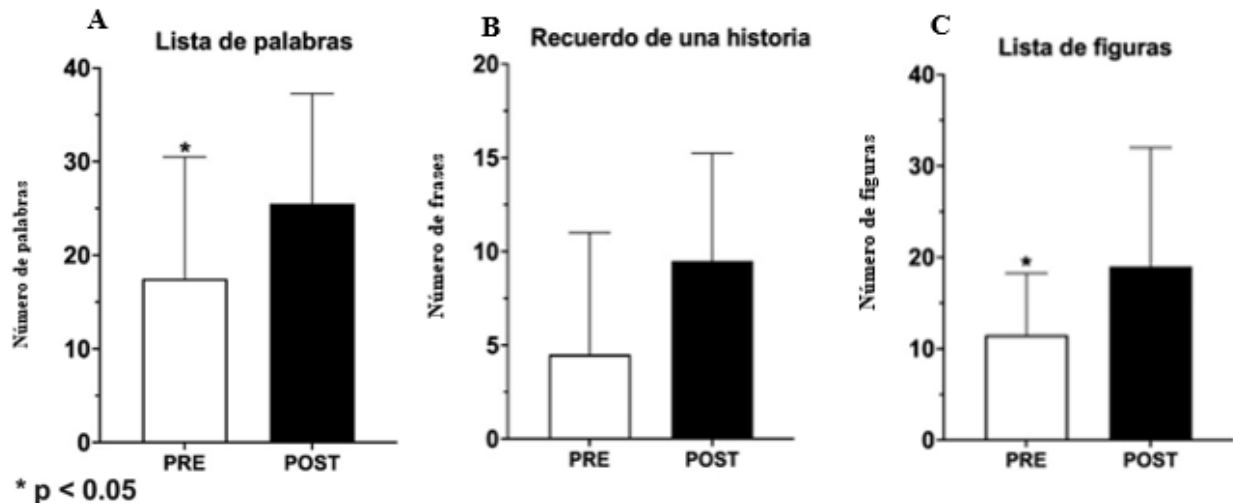 A
Lista de palabras
Número de palabras
40
30
20
10
0
*
PRE
POST
B
Recuerdo de una historia
Número de frases
20
15
10
5
0
PRE
POST
C
Lista de figuras
Número de figuras
40
30
20
10
0
*
PRE
POST
* p < 0.05